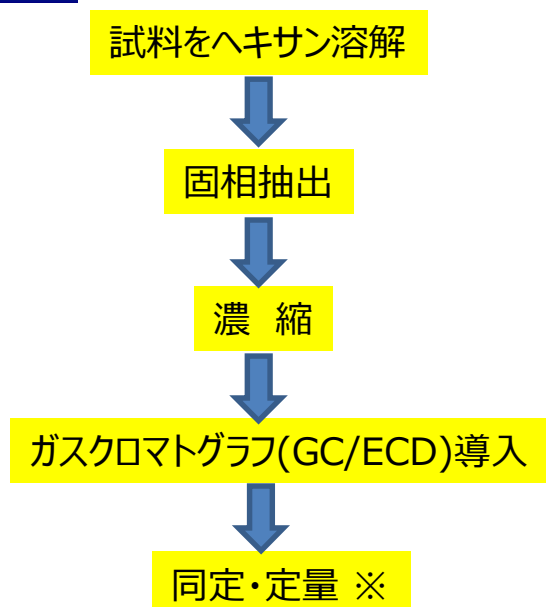 試料をヘキサン溶解
固相抽出
濃　縮
ガスクロマトグラフ(GC/ECD)導入
同定・定量 ※